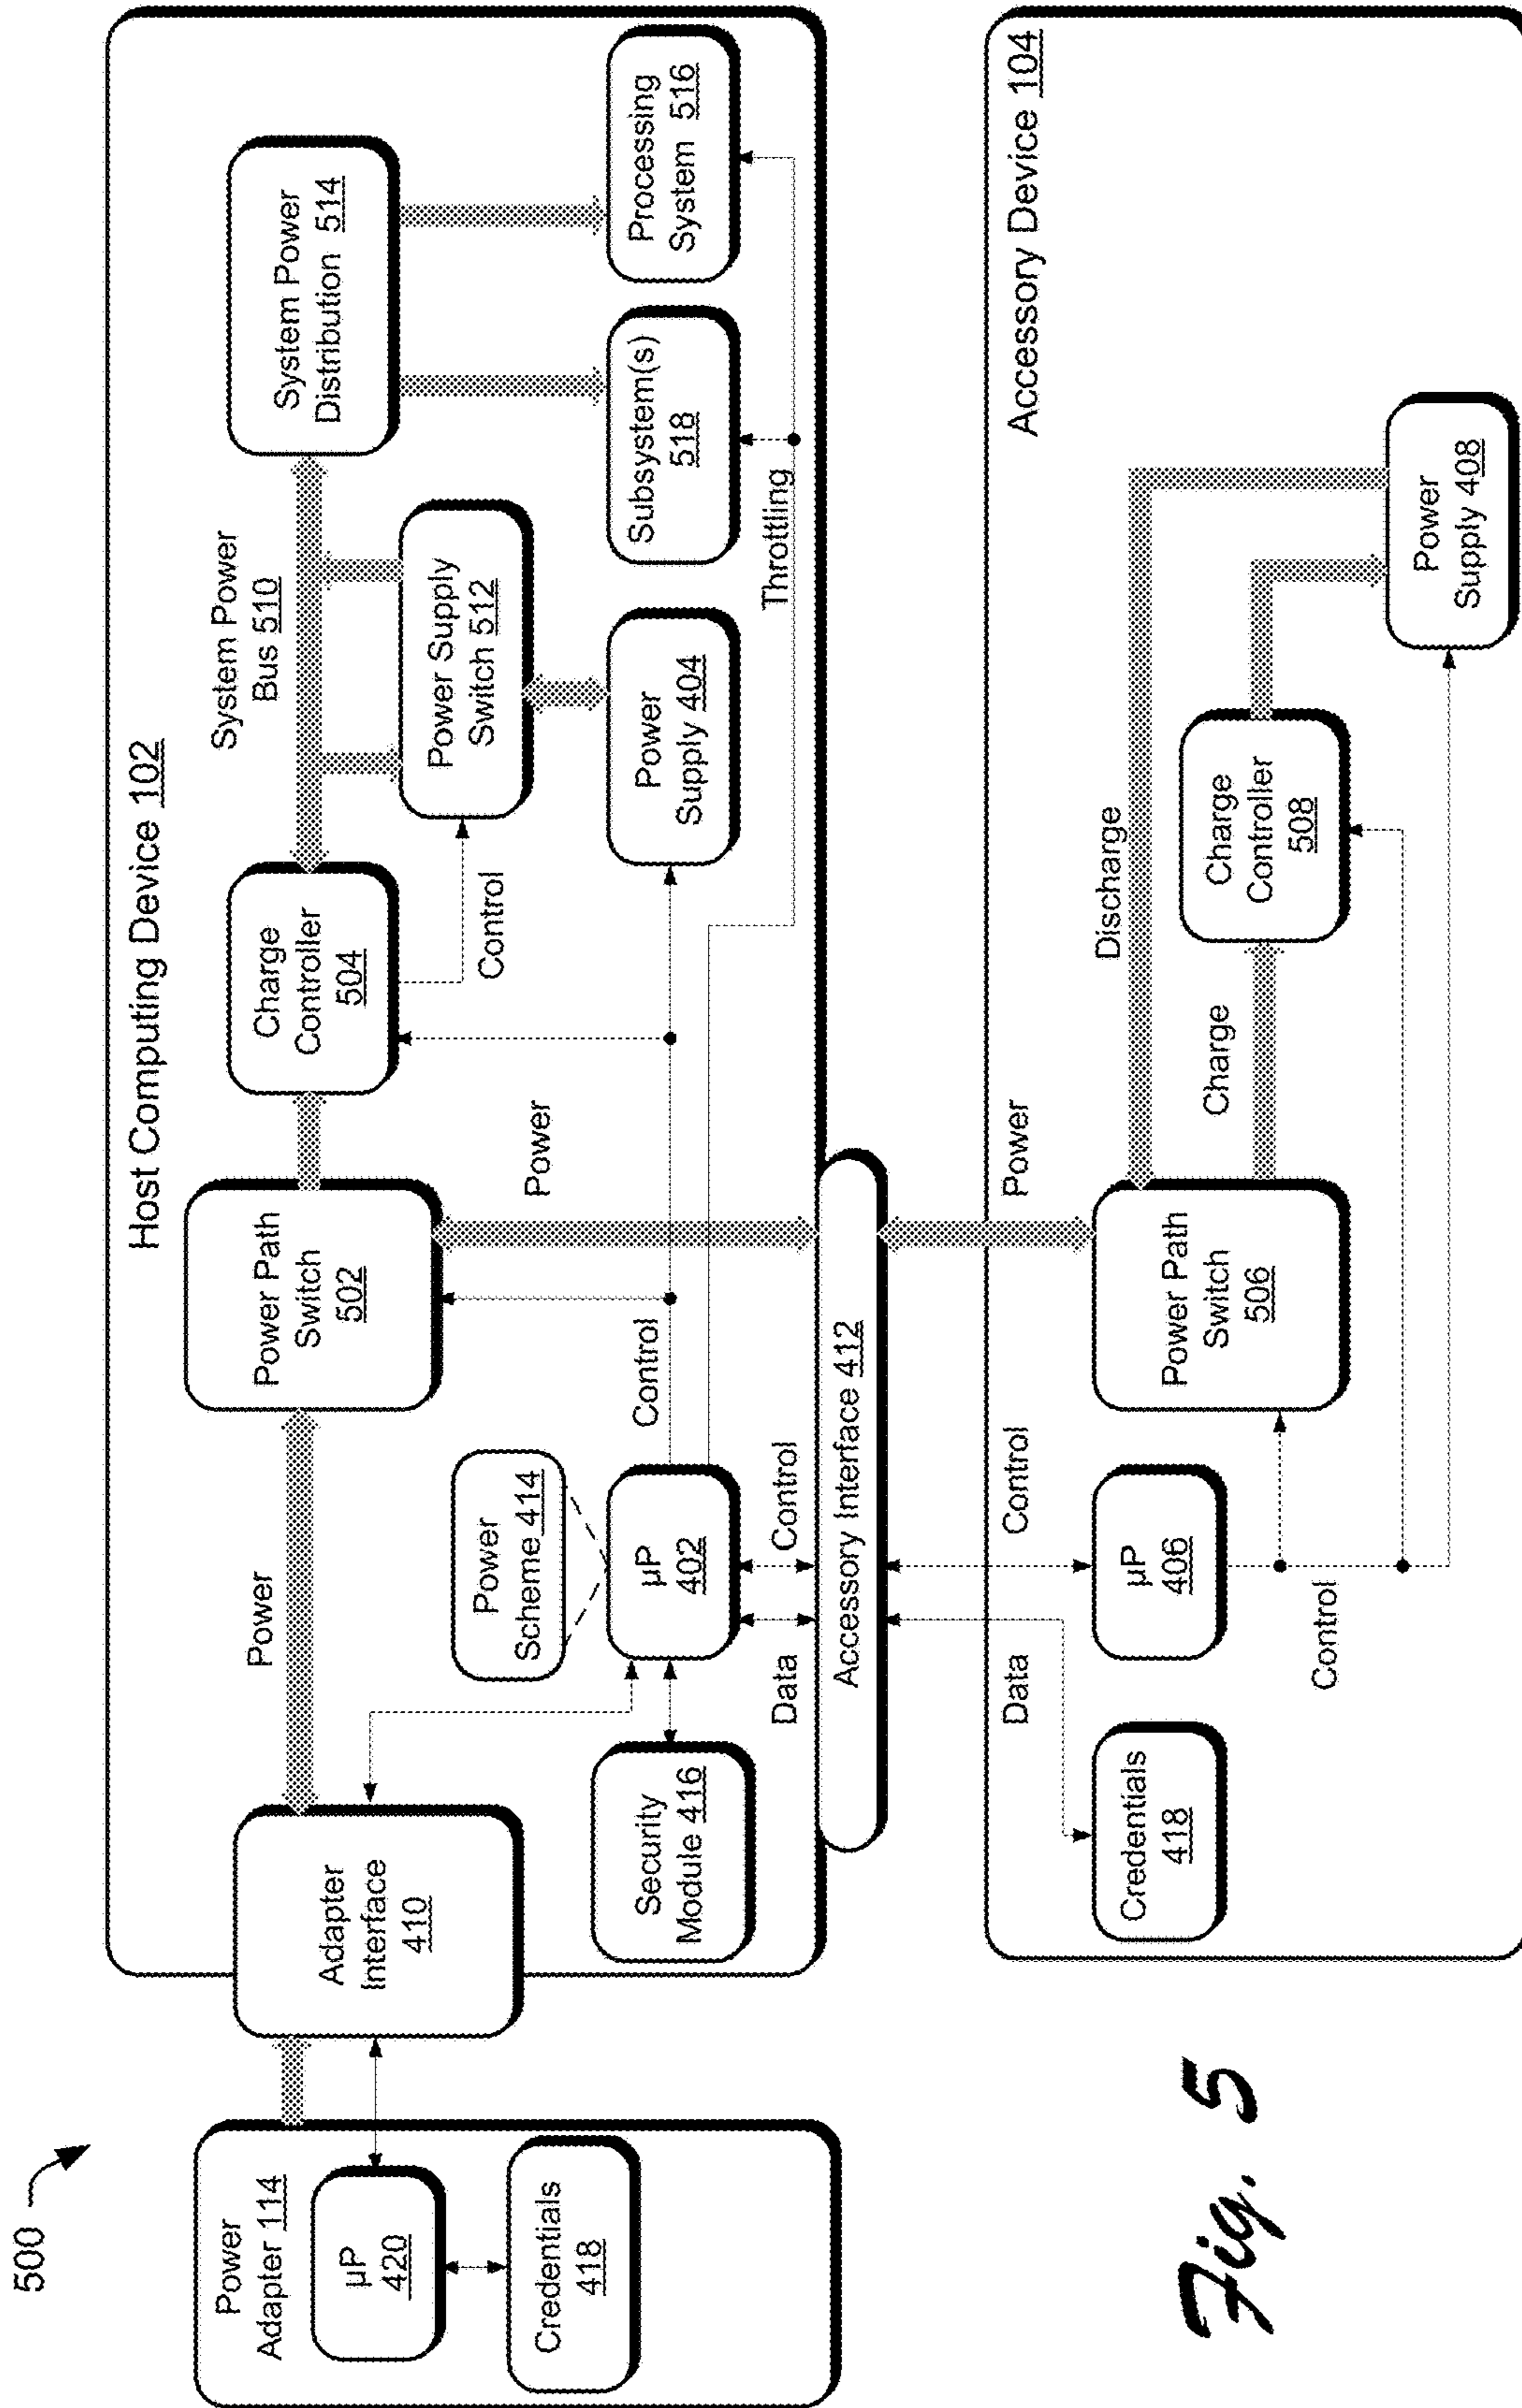 500
Power
Adapter 114
µP
420
Credentials
418
Adapter
Interface
410
Host Computing Device 102
Power
Power Path
Switch
502
Charge
Controller
504
System Power
Bus 510
System Power
Distribution 514
Control
Power Supply
Switch 512
Power
Scheme 414
Security
Module 416
µP
402
Control
Power
Power
Supply 404
Subsystem(s)
518
Processing
System 516
Throttling
Data
Control
Accessory Interface 412
Accessory Device 104
Data
Control
Power
Credentials
418
µP
406
Control
Power Path
Switch
506
Discharge
Charge
Charge
Controller
508
Power
Supply 408
Fig. 5